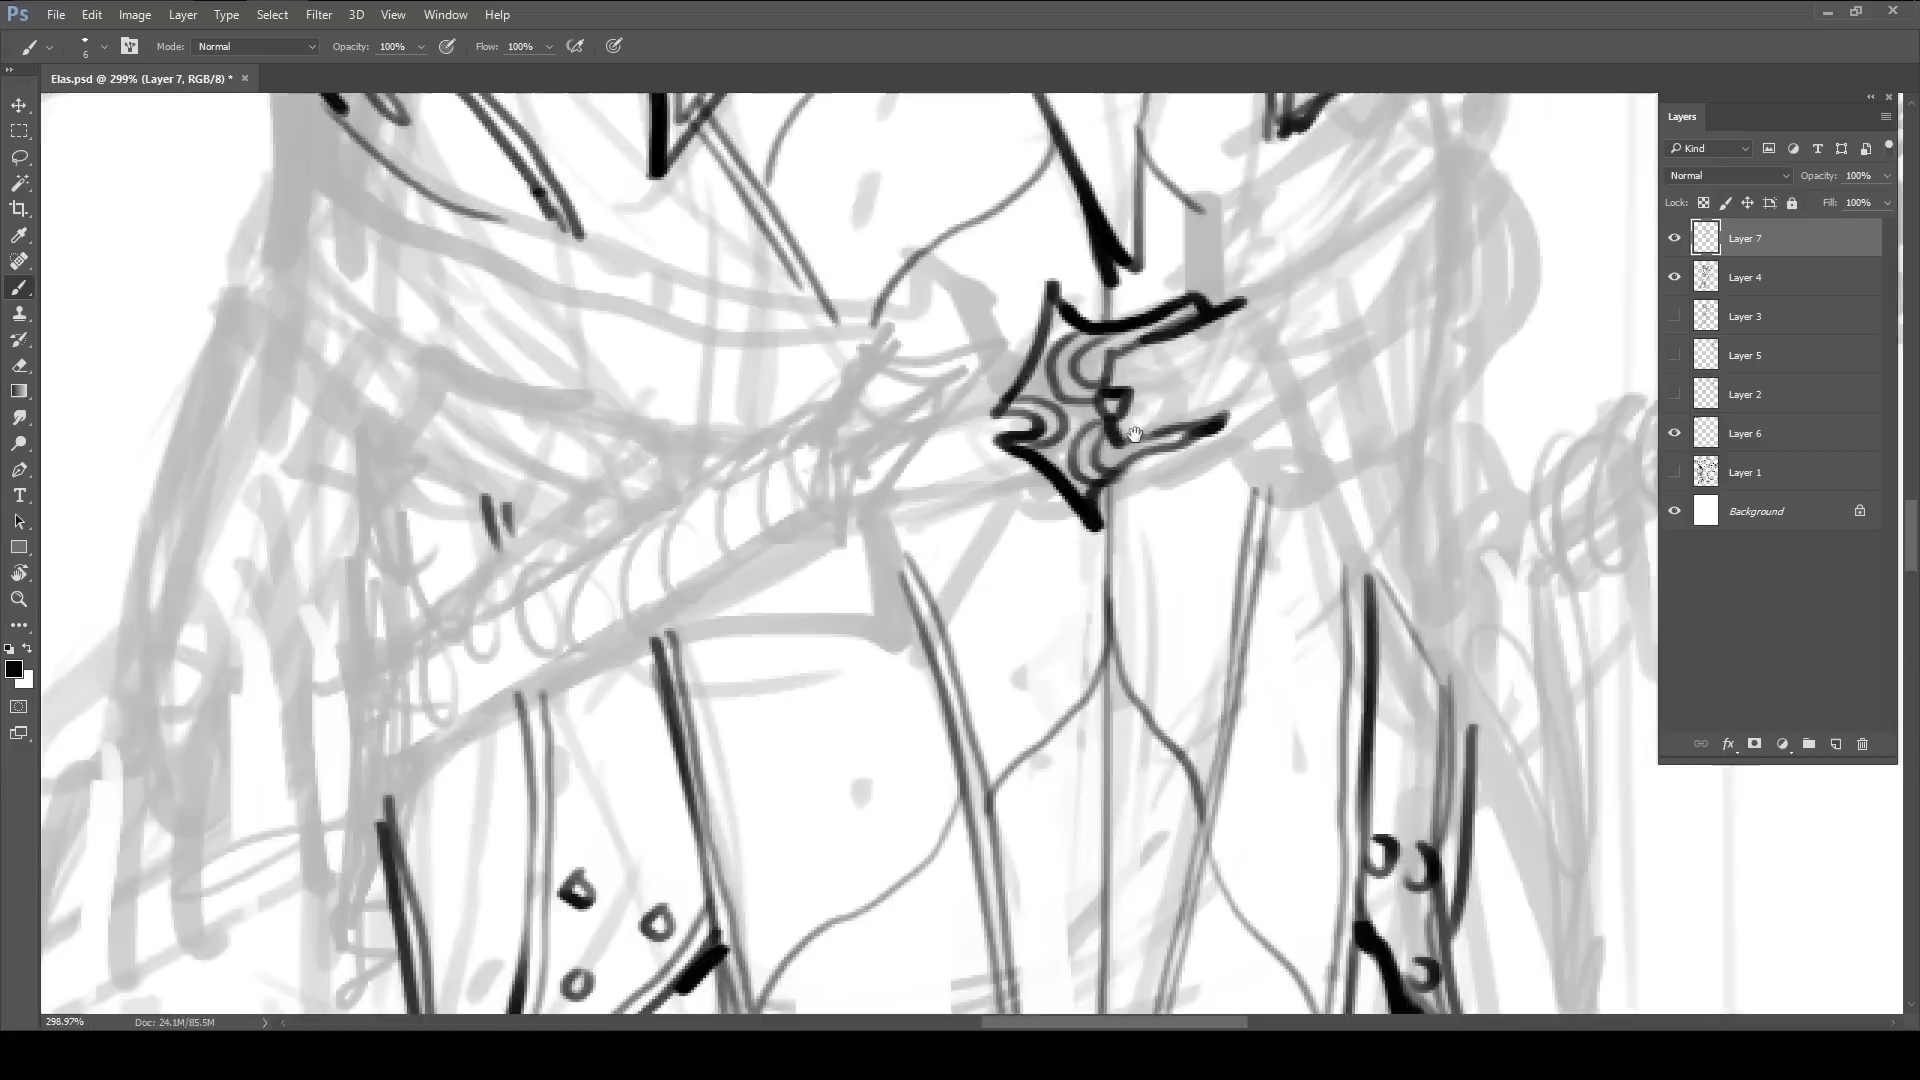 Ps File Edit Image Layer Type Select Filter 3D View Window Help
6 Mode: Normal Opacity: 100% Flow: 100%
Elas.psd @ 299% (Layer 7, RGB/8) *
Layers
Kind
Normal Opacity: 100%
Lock: Fill: 100%
Layer 7
Layer 4
Layer 3
Layer 5
Layer 2
Layer 6
Layer 1
Background
fx
298.97% Doc: 24.1M/85.5M